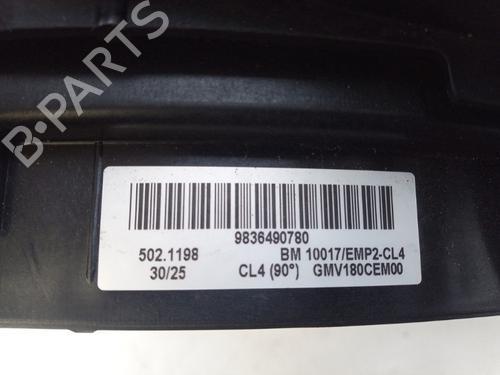 B-PARTS
9836490780
502.1198 BM 10017/EMP2-CL4
30/25 CL4 (90°) GMV180CEM00